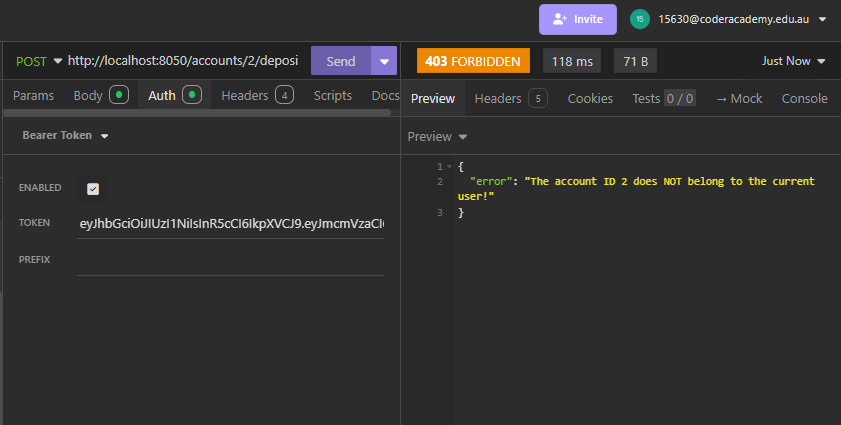 Invite
15
15630@coderacademy.edu.au
POST
http://localhost:8050/accounts/2/deposi
Send
403 FORBIDDEN
118 ms
71 B
Just Now
Params
Body
Auth
Headers 4
Scripts
Docs
Preview
Headers 5
Cookies
Tests 0 / 0
→ Mock
Console
Bearer Token
Preview
ENABLED
TOKEN
eyJhbGciOiJIUzI1NiIsInR5cCI6IkpXVCJ9.eyJmcmVzaCI6
PREFIX
1 {
2 "error": "The account ID 2 does NOT belong to the current
user!"
3 }